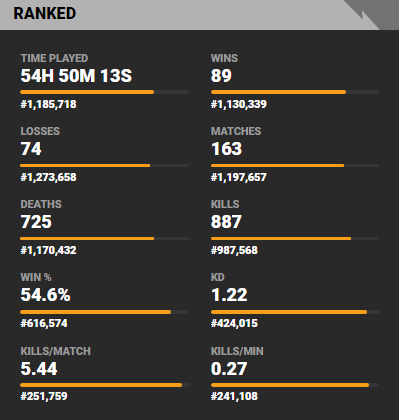 RANKED
TIME PLAYED
54H 50M 13S
#1,185,718
WINS
89
#1,130,339
LOSSES
74
#1,273,658
MATCHES
163
#1,197,657
DEATHS
725
#1,170,432
KILLS
887
#987,568
WIN %
54.6%
#616,574
KD
1.22
#424,015
KILLS/MATCH
5.44
#251,759
KILLS/MIN
0.27
#241,108